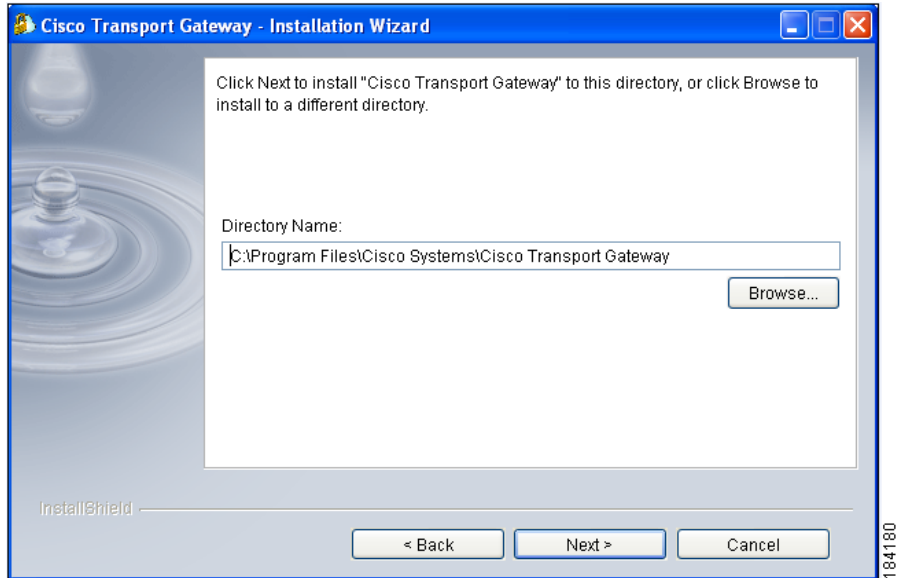 Cisco Transport Gateway - Installation Wizard
Click Next to install "Cisco Transport Gateway" to this directory, or click Browse to
install to a different directory.
Directory Name:
C:\Program Files\Cisco Systems\Cisco Transport Gateway
Browse...
InstallShield
< Back
Next >
Cancel
184180